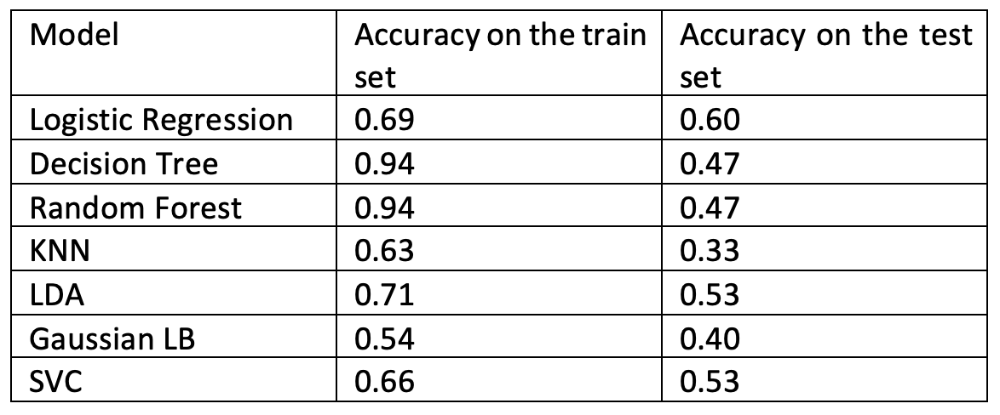 Model Accuracy on the train set Accuracy on the test set
Logistic Regression 0.69 0.60
Decision Tree 0.94 0.47
Random Forest 0.94 0.47
KNN 0.63 0.33
LDA 0.71 0.53
Gaussian LB 0.54 0.40
SVC 0.66 0.53